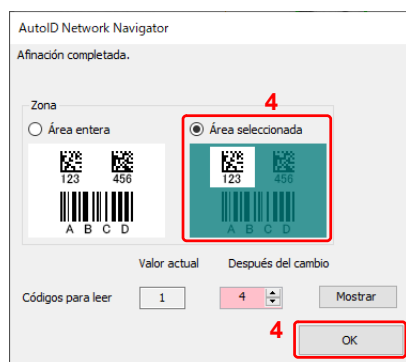 AutoID Network Navigator
Afinación completada.
Zona
4
Área entera
Área seleccionada
123 456
A B C D
123 456
A B C D
Valor actual Después del cambio
Códigos para leer 1 4 Mostrar
4
OK